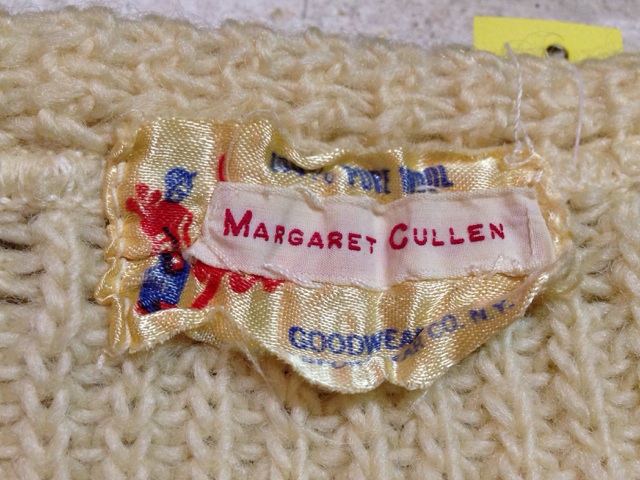 100% PURE WOOL
MARGARET CULLEN
GOODWEAR CO. N.Y.